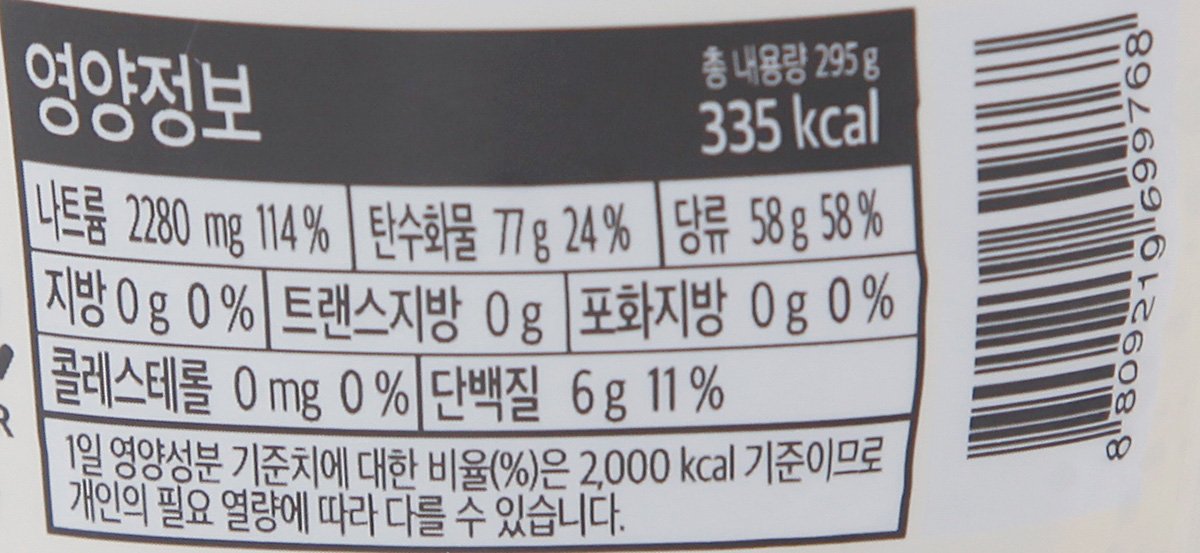 영양정보
총 내용량 295 g
335 kcal
나트륨 2280 mg 114 % 탄수화물 77 g 24 % 당류 58 g 58 %
지방 0 g 0 % 트랜스지방 0 g 포화지방 0 g 0 %
콜레스테롤 0 mg 0 % 단백질 6 g 11 %
1일 영양성분 기준치에 대한 비율(%)은 2,000 kcal 기준이므로
개인의 필요 열량에 따라 다를 수 있습니다.
8 809219 699768
R